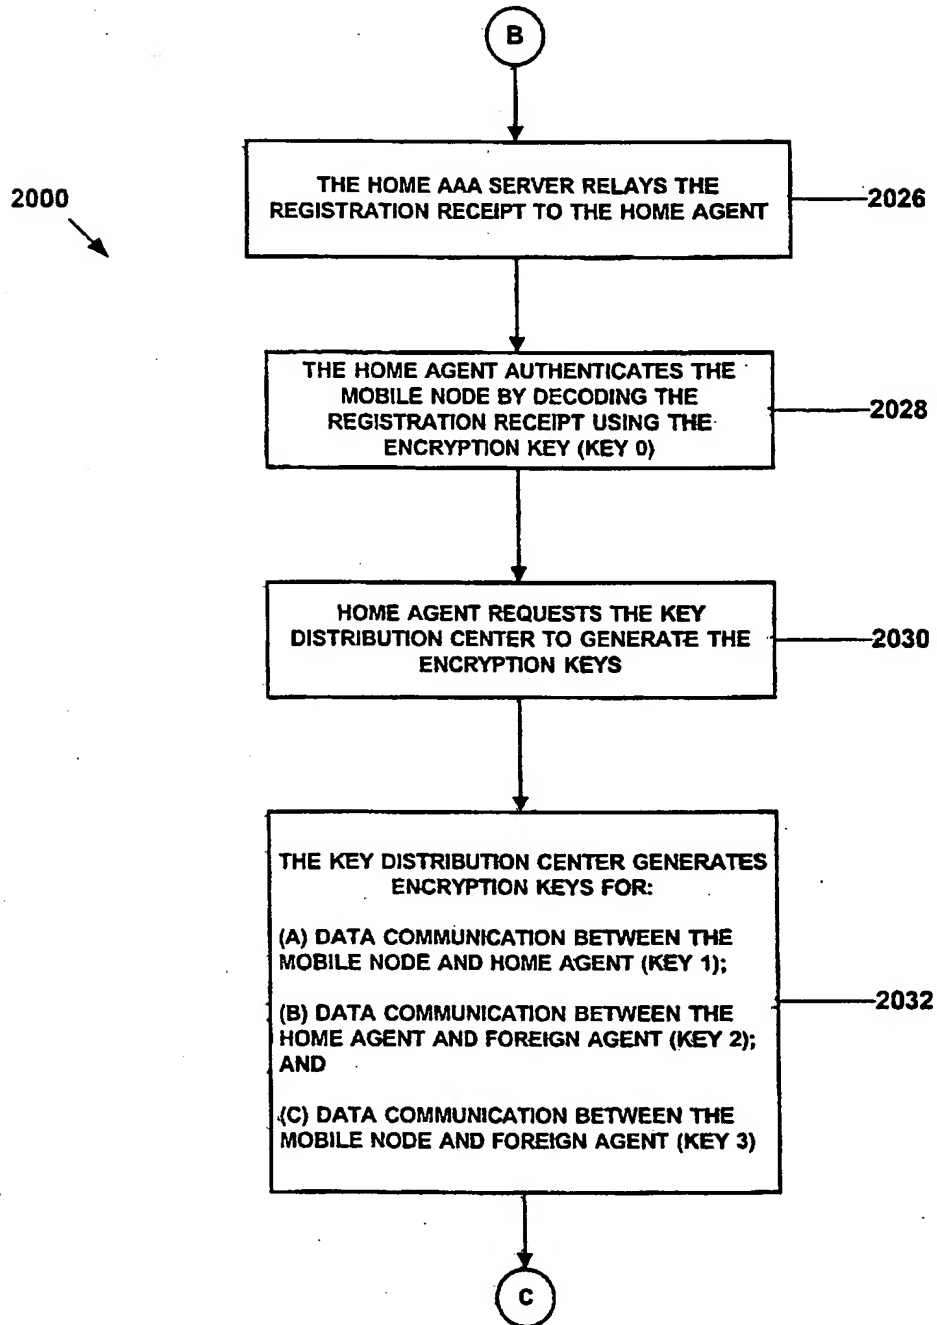 B
2000
THE HOME AAA SERVER RELAYS THE
REGISTRATION RECEIPT TO THE HOME AGENT
2026
THE HOME AGENT AUTHENTICATES THE
MOBILE NODE BY DECODING THE
REGISTRATION RECEIPT USING THE
ENCRYPTION KEY (KEY 0)
2028
HOME AGENT REQUESTS THE KEY
DISTRIBUTION CENTER TO GENERATE THE
ENCRYPTION KEYS
2030
THE KEY DISTRIBUTION CENTER GENERATES
ENCRYPTION KEYS FOR:
(A) DATA COMMUNICATION BETWEEN THE
MOBILE NODE AND HOME AGENT (KEY 1);
(B) DATA COMMUNICATION BETWEEN THE
HOME AGENT AND FOREIGN AGENT (KEY 2);
AND
(C) DATA COMMUNICATION BETWEEN THE
MOBILE NODE AND FOREIGN AGENT (KEY 3)
2032
C